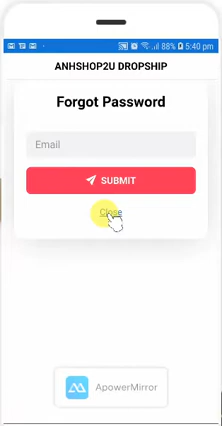 88% 5:40 pm
ANHSHOP2U DROPSHIP
Forgot Password
Email
SUBMIT
Close
ApowerMirror